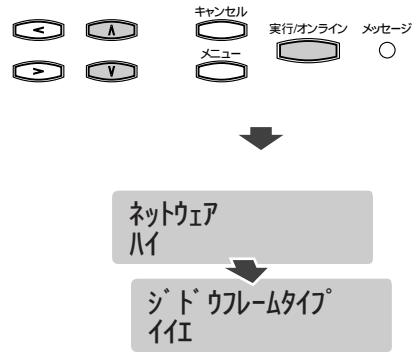 キャンセル
実行/オンライン
メッセージ
< ∧
メニュー
> ∨
ネットウェア
ハイ
ジドウフレームタイプ
イイエ